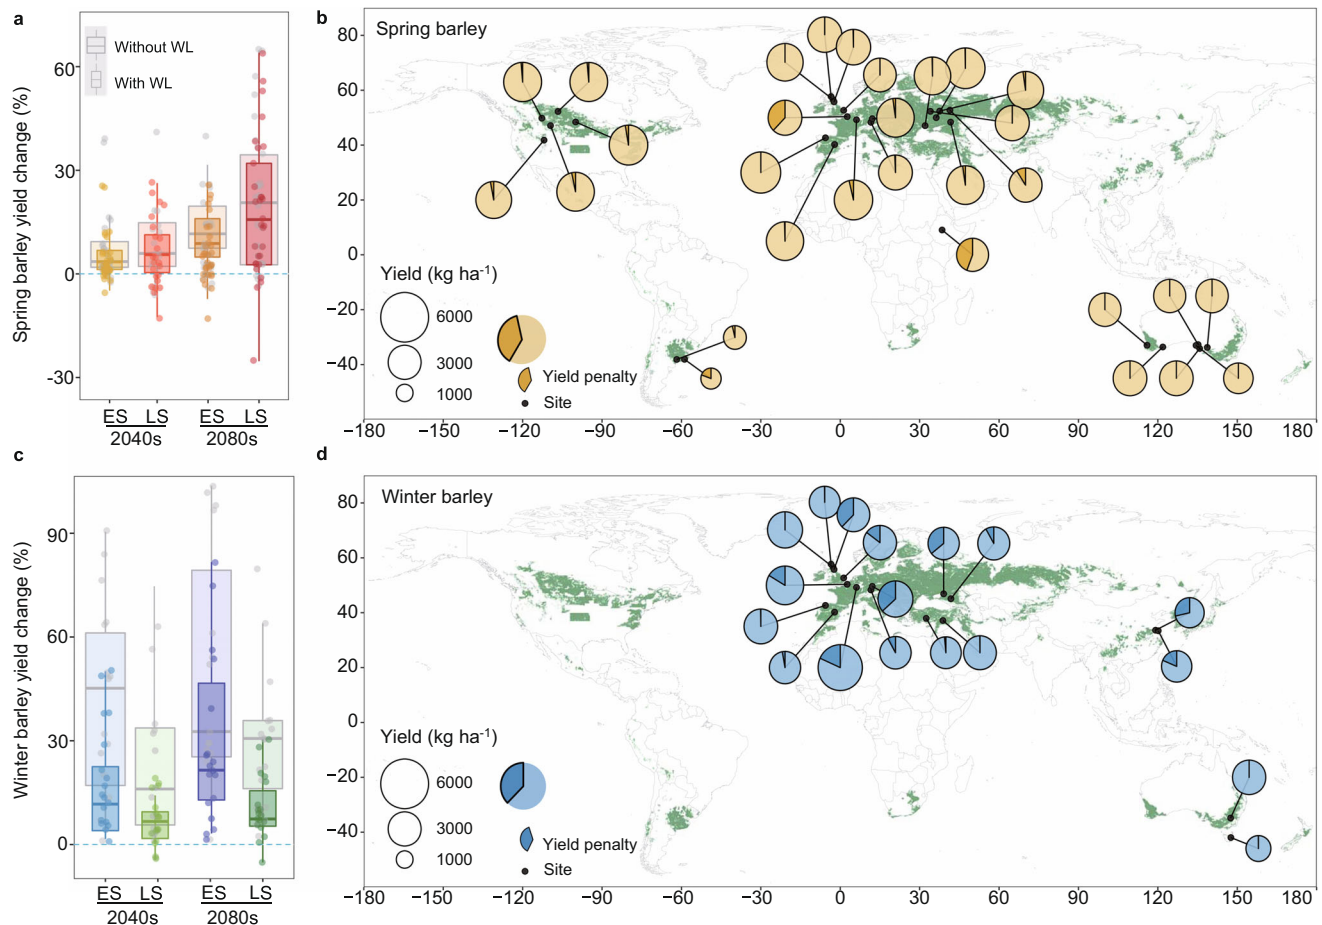 a
Without WL
With WL
Spring barley yield change (%)
60
30
0
-30
ES LS ES LS
2040s 2080s
b
Spring barley
80
60
40
20
0
−20
−40
Yield (kg ha⁻¹)
6000
3000
1000
Yield penalty
Site
−180 −150 −120 −90 −60 −30 0 30 60 90 120 150 180
c
Winter barley yield change (%)
90
60
30
0
ES LS ES LS
2040s 2080s
d
Winter barley
80
60
40
20
0
−20
−40
Yield (kg ha⁻¹)
6000
3000
1000
Yield penalty
Site
−180 −150 −120 −90 −60 −30 0 30 60 90 120 150 180